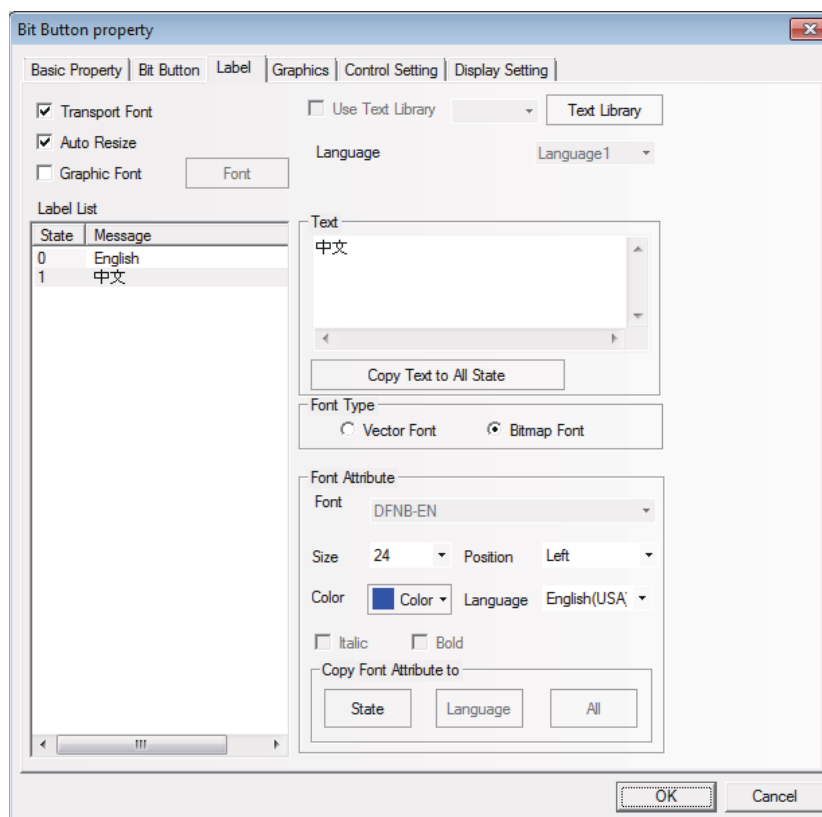 Bit Button property
Basic Property Bit Button Label Graphics Control Setting Display Setting
Transport Font
Use Text Library
Text Library
Auto Resize
Language
Language1
Graphic Font
Font
Label List
State Message
0 English
1 中文
Text
中文
Copy Text to All State
Font Type
Vector Font Bitmap Font
Font Attribute
Font DFNB-EN
Size 24 Position Left
Color Color Language English(USA)
Italic Bold
Copy Font Attribute to
State Language All
OK Cancel